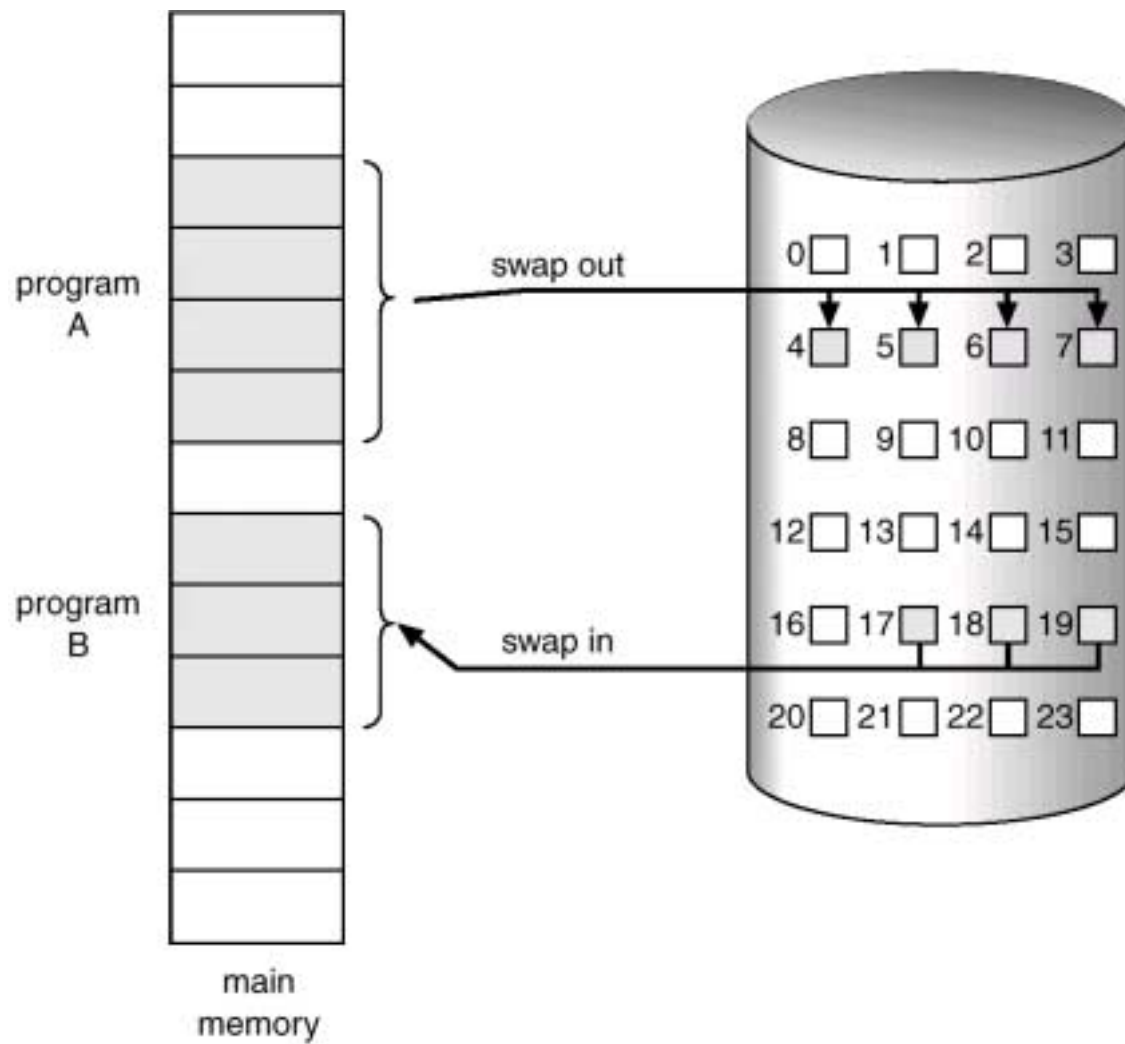 program
A
swap out
0 1 2 3
4 5 6 7
8 9 10 11
program
B
12 13 14 15
swap in
16 17 18 19
20 21 22 23
main
memory